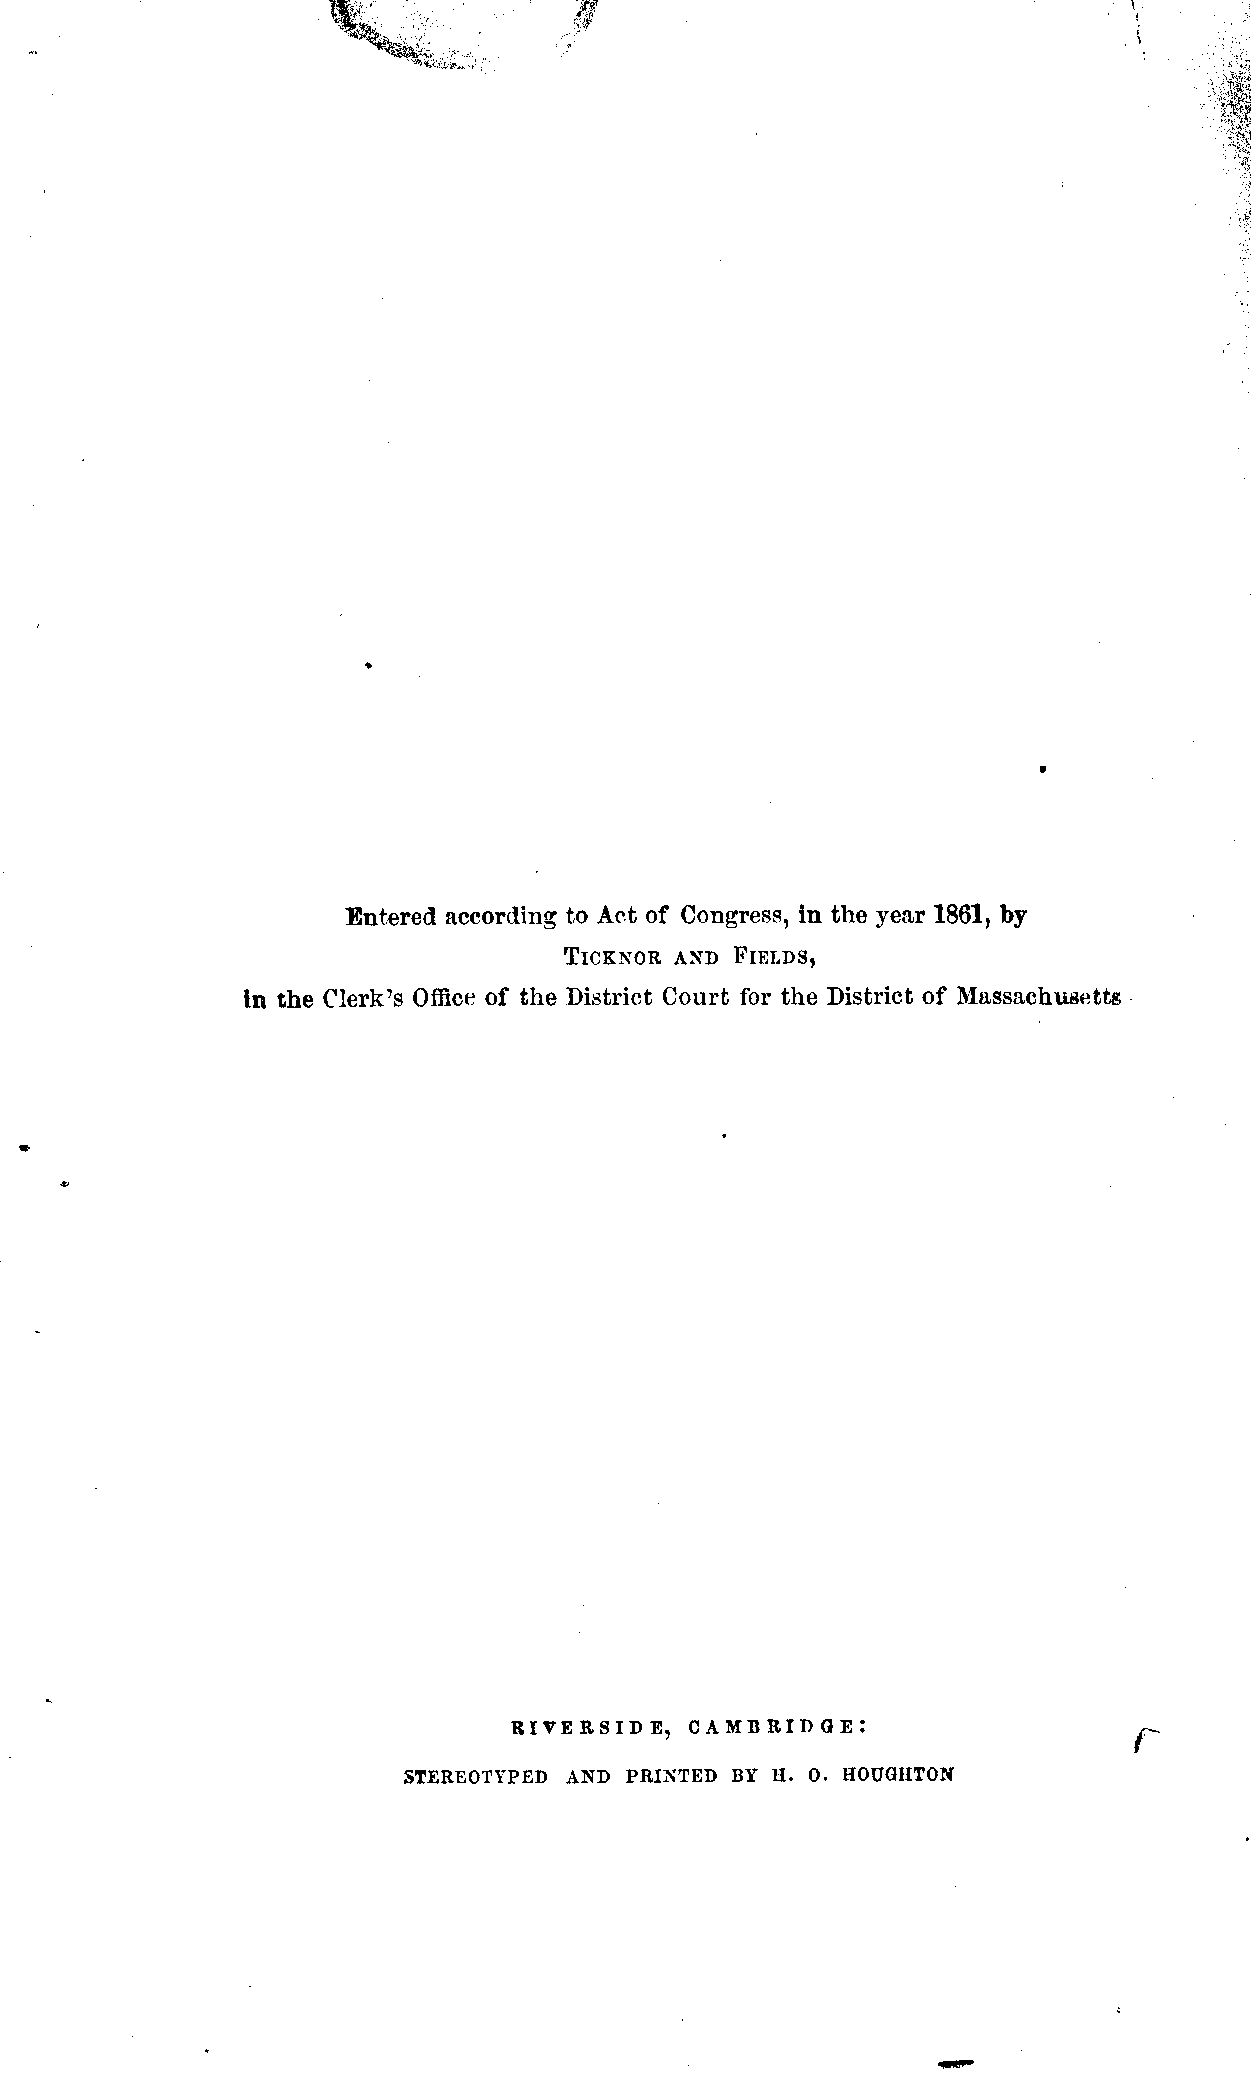 Entered according to Act of Congress, in the year 1861, by
TICKNOR AND FIELDS,
in the Clerk's Office of the District Court for the District of Massachusetts
RIVERSIDE, CAMBRIDGE:
STEREOTYPED AND PRINTED BY H. O. HOUGHTON